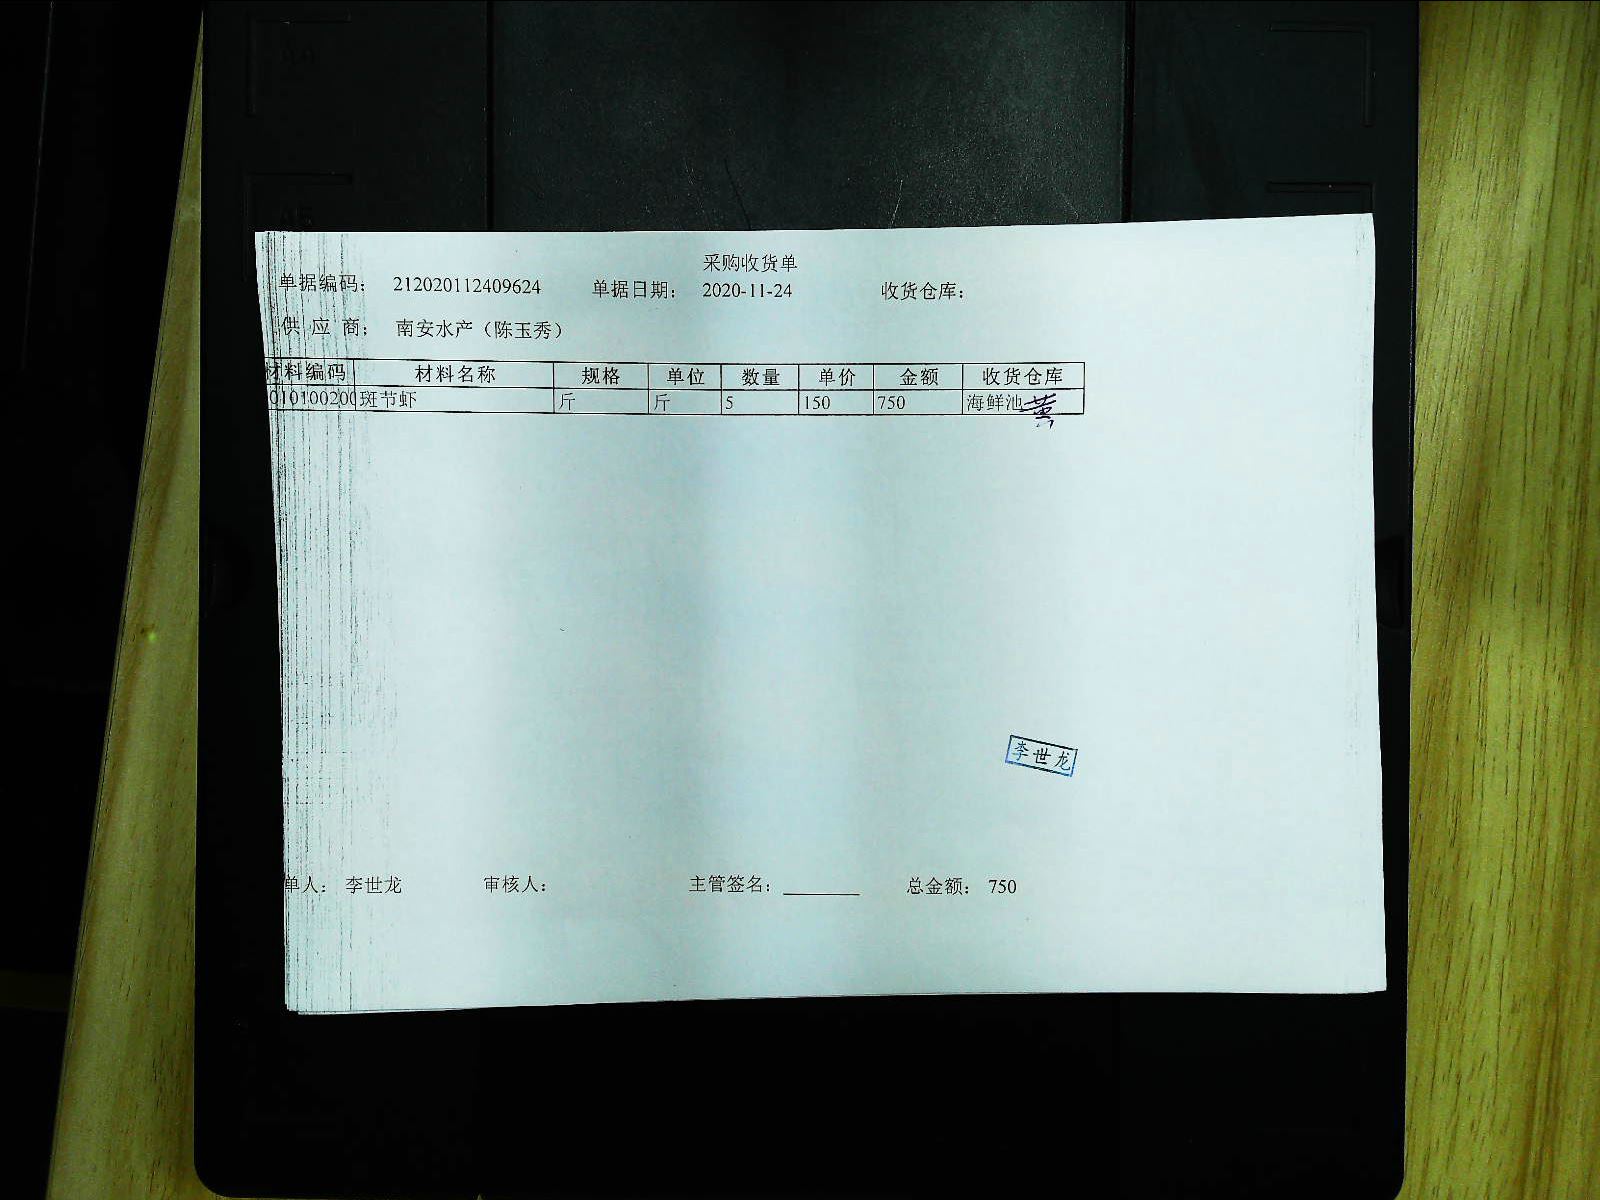 采购收货单
单据编码： 212020112409624 单据日期： 2020-11-24 收货仓库：
供应商： 南安水产（陈玉秀）
材料编码 材料名称 规格 单位 数量 单价 金额 收货仓库
010100200 斑节虾 斤 斤 5 150 750 海鲜池 黄
李世龙
单人： 李世龙 审核人： 主管签名： 总金额： 750